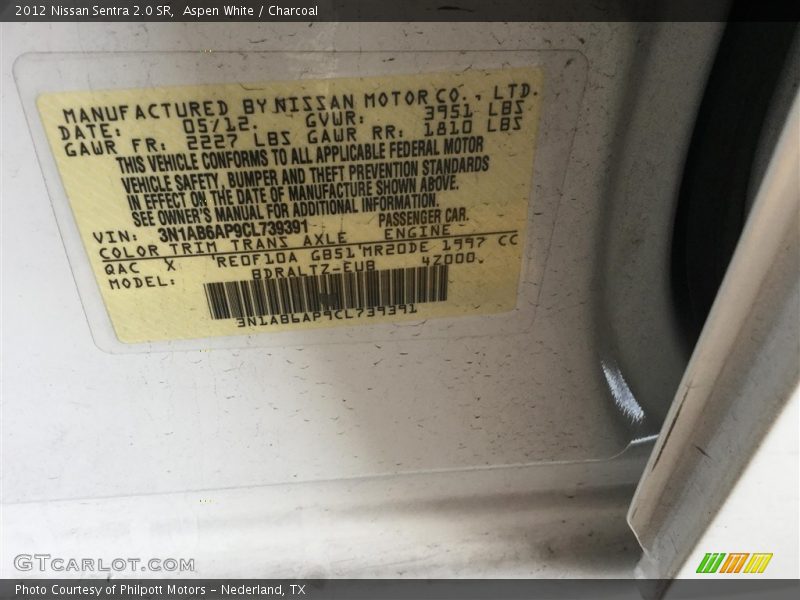 2012 Nissan Sentra 2.0 SR,  Aspen White / Charcoal
MANUFACTURED BY NISSAN MOTOR CO., LTD.
DATE: 05/12. GVWR: 3951 LBS
GAWR FR: 2227 LBS GAWR RR: 1810 LBS
THIS VEHICLE CONFORMS TO ALL APPLICABLE FEDERAL MOTOR
VEHICLE SAFETY, BUMPER AND THEFT PREVENTION STANDARDS
IN EFFECT ON THE DATE OF MANUFACTURE SHOWN ABOVE.
SEE OWNER'S MANUAL FOR ADDITIONAL INFORMATION.
VIN: 3N1AB6AP9CL739391 PASSENGER CAR.
COLOR TRIM TRANS AXLE ENGINE
QAC X RE0F10A GB51 MR20DE 1997 CC
MODEL: BDRALTZ-EUB 4Z000.
3N1AB6AP9CL739391
GTcarlot.com
Photo Courtesy of Philpott Motors - Nederland, TX